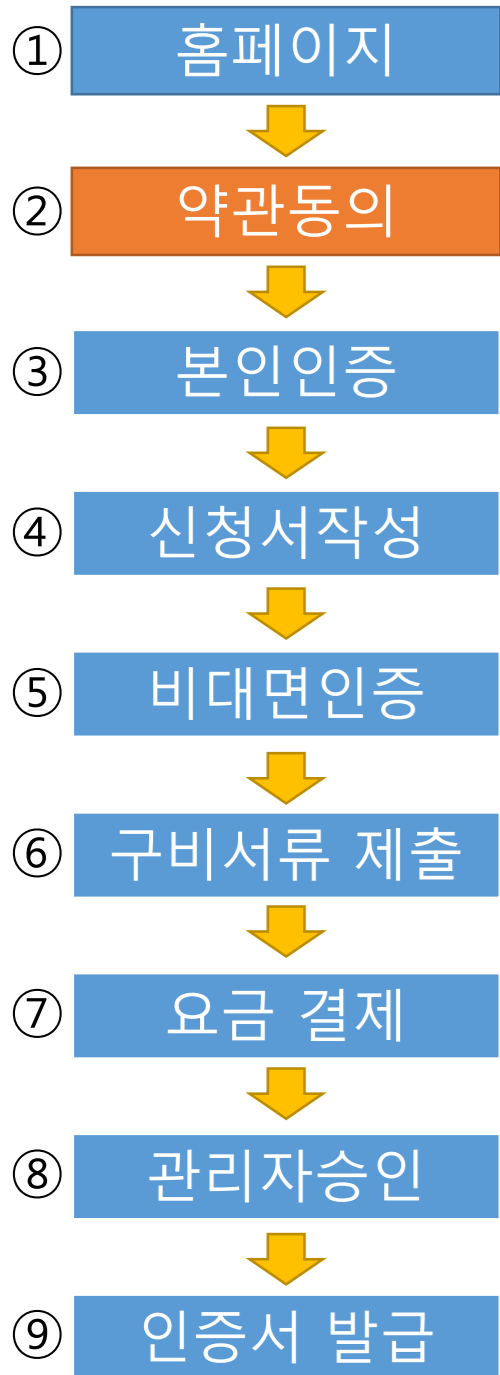 ① 홈페이지
② 약관동의
③ 본인인증
④ 신청서작성
⑤ 비대면인증
⑥ 구비서류 제출
⑦ 요금 결제
⑧ 관리자승인
⑨ 인증서 발급